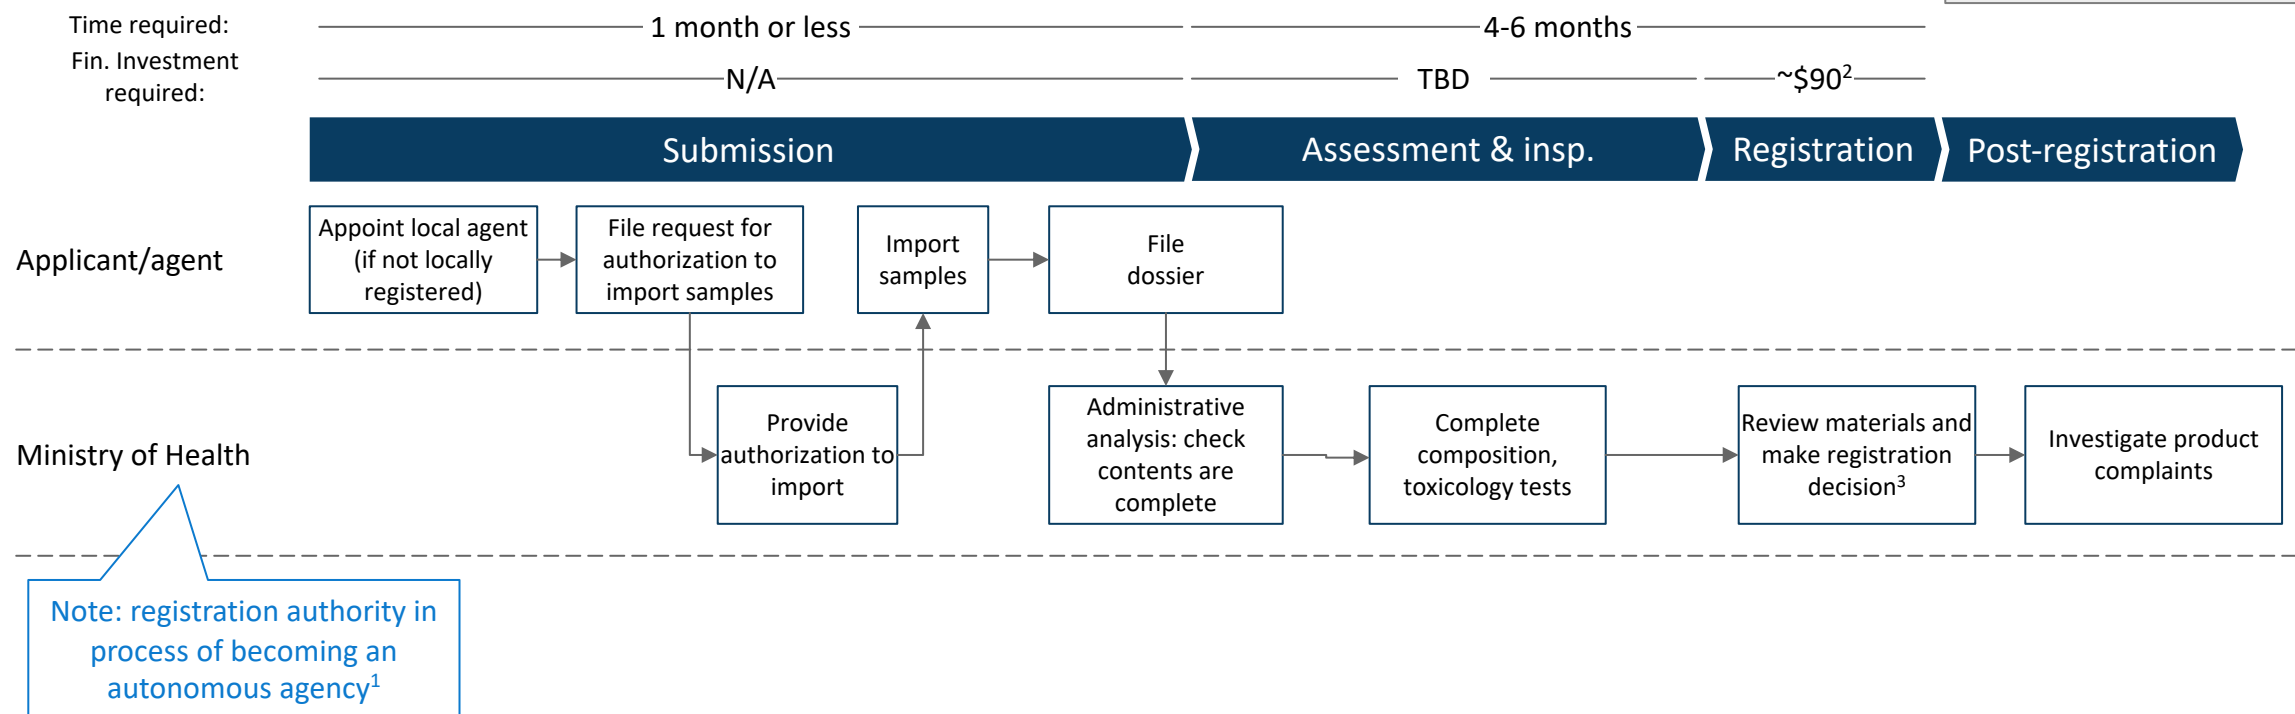 Time required:
1 month or less
4-6 months
Fin. Investment
required:
N/A
TBD
~$90²
Submission
Assessment & insp.
Registration
Post-registration
Applicant/agent
Appoint local agent
(if not locally
registered)
File request for
authorization to
import samples
Import
samples
File
dossier
Ministry of Health
Provide
authorization to
import
Administrative
analysis: check
contents are
complete
Complete
composition,
toxicology tests
Review materials and
make registration
decision³
Investigate product
complaints
Note: registration authority in
process of becoming an
autonomous agency¹